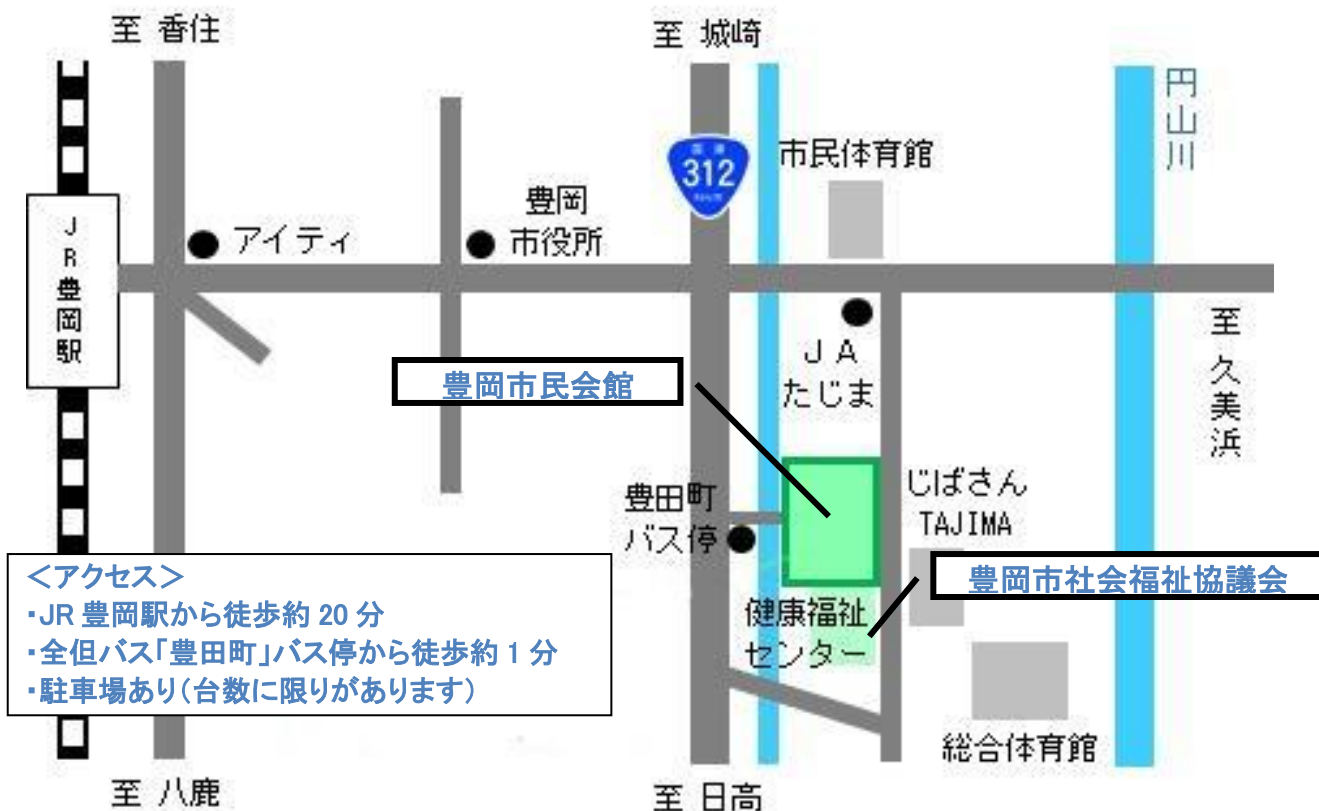 至 香住
至 城崎
円山川
312
市民体育館
豊岡
市役所
アイティ
JR豊岡駅
至 久美浜
JA
たじま
豊岡市民会館
じばさん
TAJIMA
豊田町
バス停
<アクセス>
・JR 豊岡駅から徒歩約 20 分
・全但バス「豊田町」バス停から徒歩約 1 分
・駐車場あり(台数に限りがあります)
豊岡市社会福祉協議会
健康福祉
センター
総合体育館
至 八鹿
至 日高